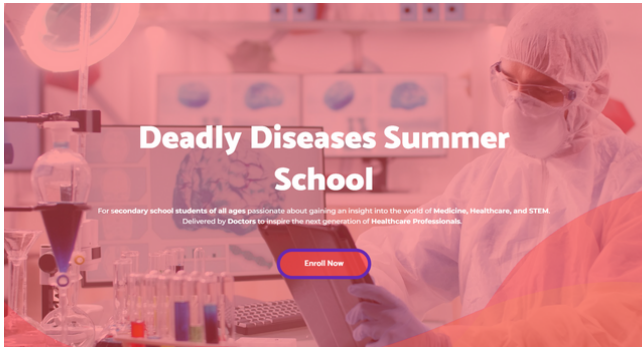 Deadly Diseases Summer
School
For secondary school students of all ages passionate about gaining an insight into the world of Medicine, Healthcare, and STEM.
Delivered by Doctors to inspire the next generation of Healthcare Professionals.
Enroll Now